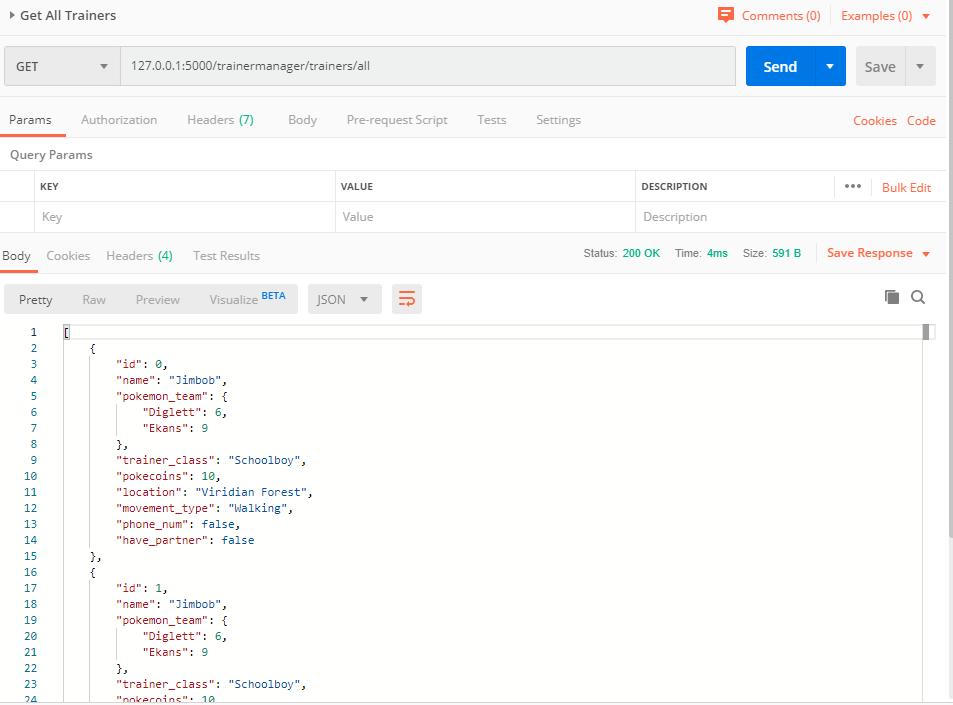 Get All Trainers Comments (0) Examples (0)
GET 127.0.0.1:5000/trainermanager/trainers/all Send Save
Params Authorization Headers (7) Body Pre-request Script Tests Settings Cookies Code
Query Params
KEY VALUE DESCRIPTION ••• Bulk Edit
Key Value Description
Body Cookies Headers (4) Test Results Status: 200 OK Time: 4ms Size: 591 B Save Response
Pretty Raw Preview Visualize BETA JSON
1 [
2 {
3 "id": 0,
4 "name": "Jimbob",
5 "pokemon_team": {
6 "Diglett": 6,
7 "Ekans": 9
8 },
9 "trainer_class": "Schoolboy",
10 "pokecoins": 10,
11 "location": "Viridian Forest",
12 "movement_type": "Walking",
13 "phone_num": false,
14 "have_partner": false
15 },
16 {
17 "id": 1,
18 "name": "Jimbob",
19 "pokemon_team": {
20 "Diglett": 6,
21 "Ekans": 9
22 },
23 "trainer_class": "Schoolboy",
24 "pokecoins": 10,